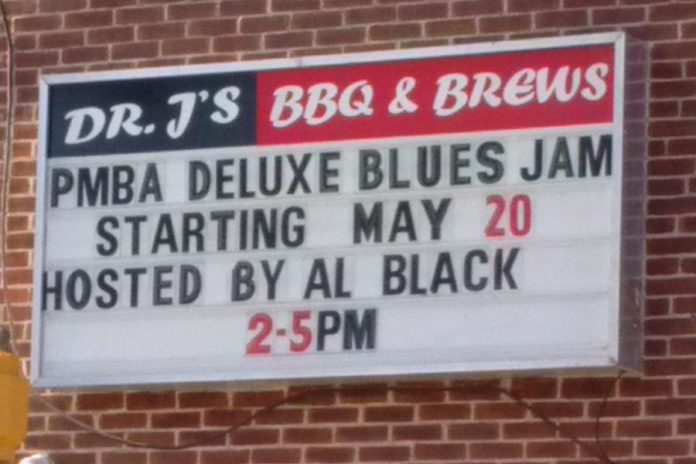 DR. J'S BBQ & BREWS
PMBA DELUXE BLUES JAM
STARTING MAY 20
HOSTED BY AL BLACK
2-5PM